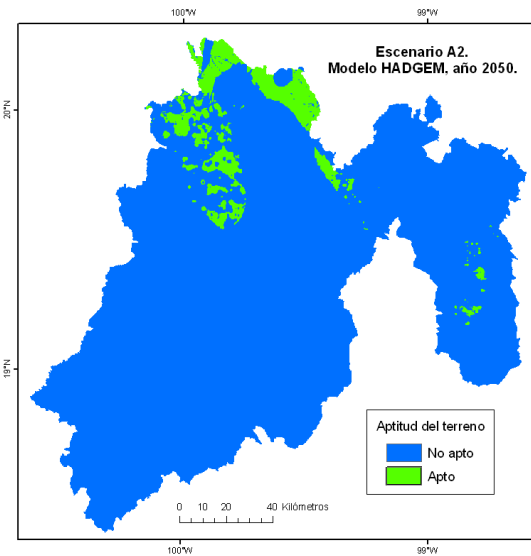 100°W 99°W
Escenario A2.
Modelo HADGEM, año 2050.
20°N
19°N
Aptitud del terreno
No apto
Apto
0 10 20 40 Kilómetros
100°W 99°W